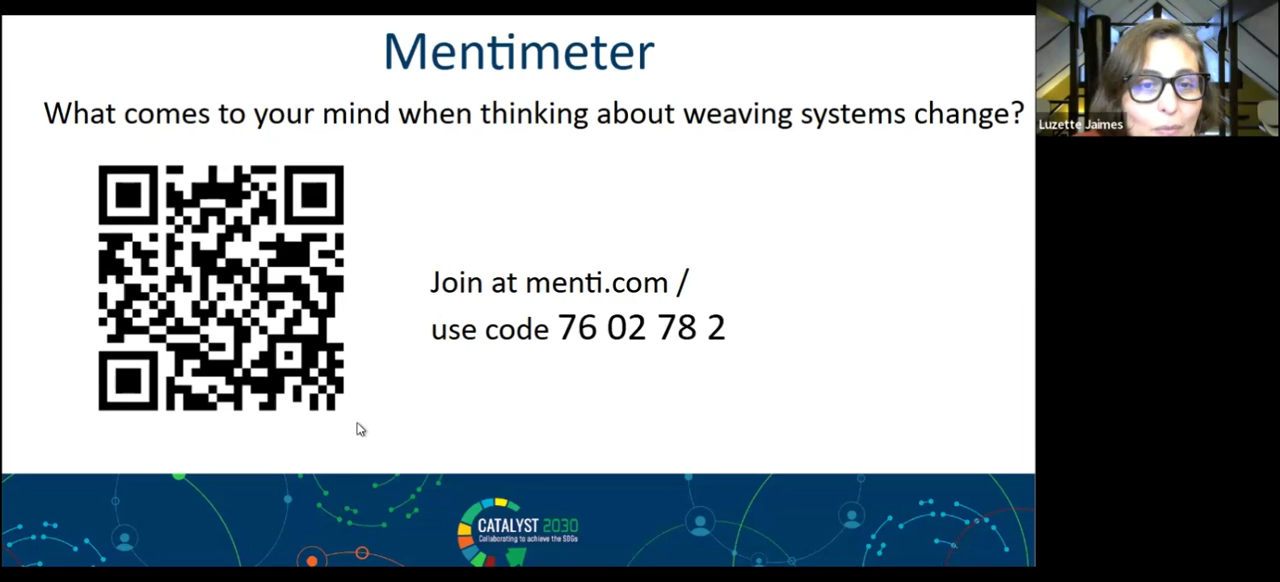 Mentimeter
What comes to your mind when thinking about weaving systems change?
Luzette Jaimes
Join at menti.com /
use code 76 02 78 2
CATALYST 2030
Collaborating to achieve the SDGs